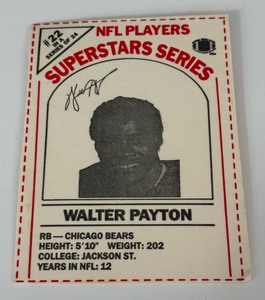 #22
IN A
SERIES OF 24
NFL PLAYERS
SUPERSTARS SERIES
WALTER PAYTON
RB — CHICAGO BEARS
HEIGHT: 5'10" WEIGHT: 202
COLLEGE: JACKSON ST.
YEARS IN NFL: 12